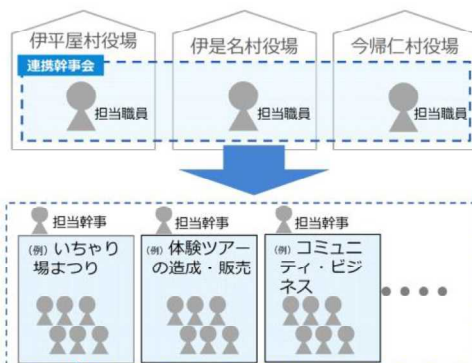 伊平屋村役場
伊是名村役場
今帰仁村役場
連携幹事会
担当職員
担当職員
担当職員
担当幹事
担当幹事
担当幹事
(例) いちゃり
場まつり
(例) 体験ツアー
の造成・販売
(例) コミュニ
ティ・ビジ
ネス